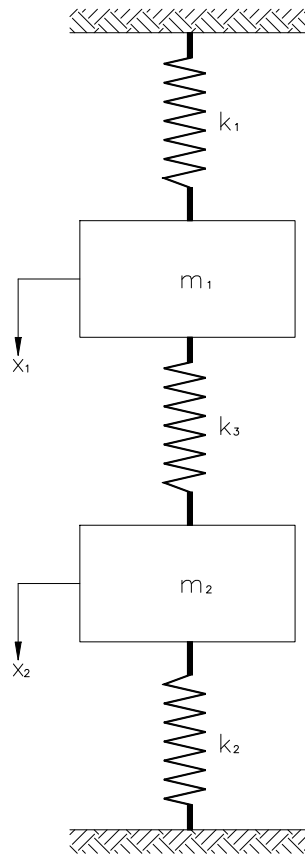 k₁
m₁
x₁
k₃
m₂
x₂
k₂